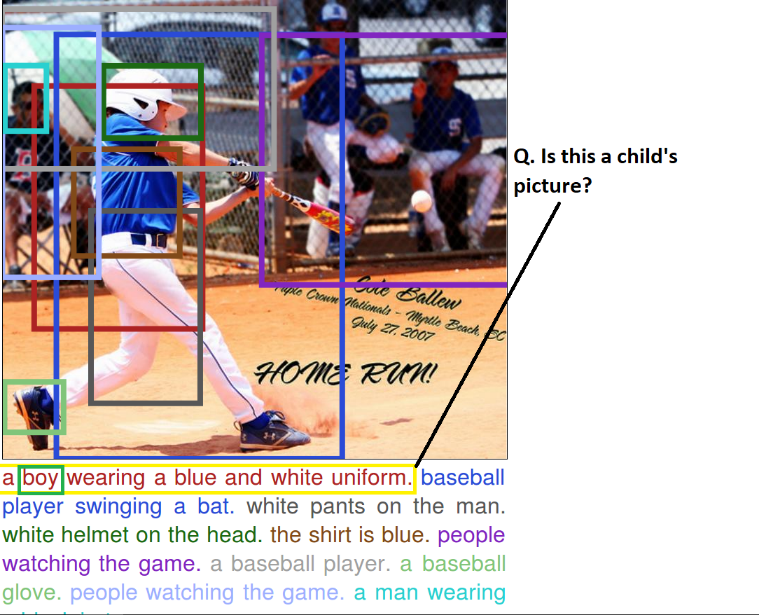 Q. Is this a child's
picture?
Cole Ballew
Triple Crown Nationals - Myrtle Beach, SC
July 27, 2007
HOME RUN!
a boy wearing a blue and white uniform. baseball
player swinging a bat. white pants on the man.
white helmet on the head. the shirt is blue. people
watching the game. a baseball player. a baseball
glove. people watching the game. a man wearing